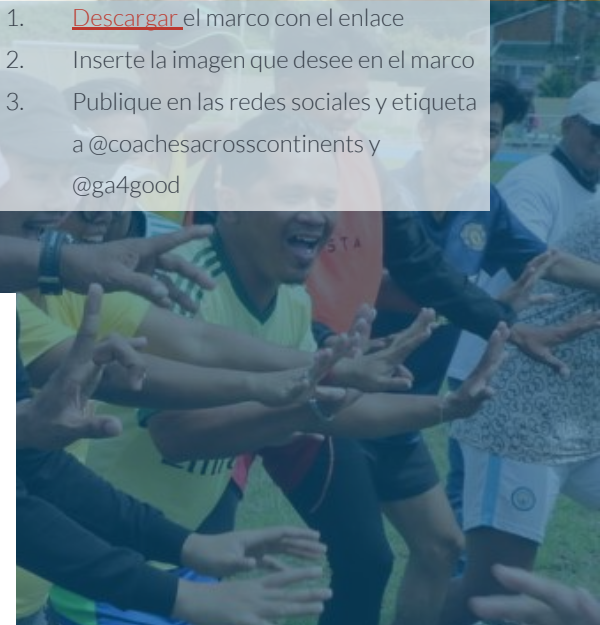 1. Descargar el marco con el enlace
2. Inserte la imagen que desee en el marco
3. Publique en las redes sociales y etiqueta
a @coachesacrosscontinents y
@ga4good
STA